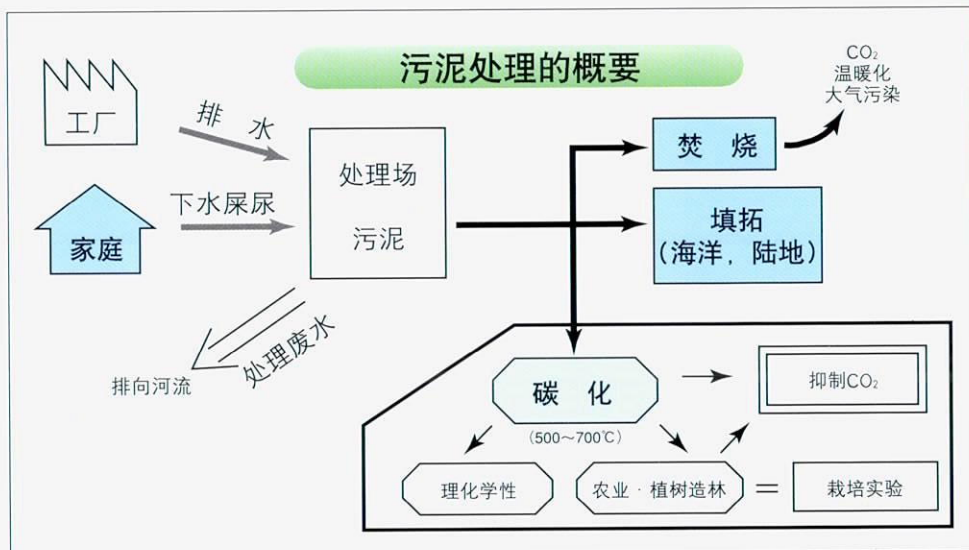 污泥处理的概要
工厂
排 水
家庭
下水屎尿
处理场
污泥
处理废水
排向河流
焚 烧
CO₂
温暖化
大气污染
填拓
(海洋，陆地)
碳 化
(500～700℃)
抑制CO₂
理化学性
农业·植树造林
=
栽培实验